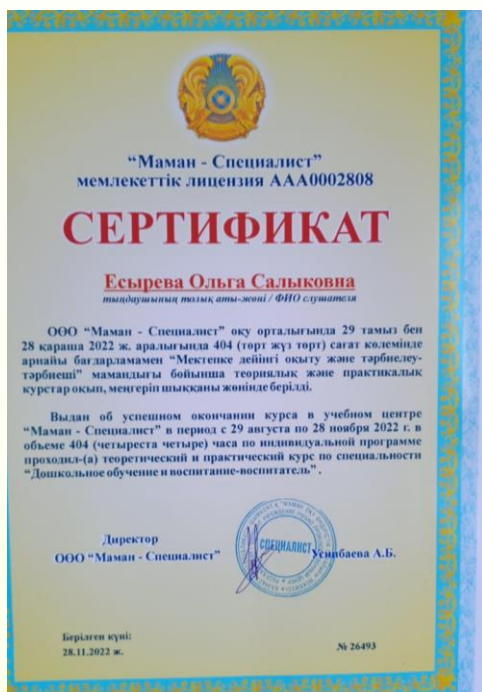 “Маман - Специалист”
мемлекеттік лицензия ААА0002808
СЕРТИФИКАТ
Есырева Ольга Салыковна
тыңдаушының толық аты-жөні / ФИО слушателя
ООО “Маман - Специалист” оқу орталығында 29 тамыз бен
28 қараша 2022 ж. аралығында 404 (төрт жүз төрт) сағат көлемінде
арнайы бағдарламамен “Мектепке дейінгі оқыту және тәрбиелеу-
тәрбиеші” мамандығы бойынша теориялық және практикалық
курстар оқып, меңгеріп шыққаны жөнінде берілді.
Выдан об успешном окончании курса в учебном центре
“Маман - Специалист” в период с 29 августа по 28 ноября 2022 г. в
объеме 404 (четыреста четыре) часа по индивидуальной программе
проходил-(а) теоретический и практический курс по специальности
“Дошкольное обучение и воспитание-воспитатель” .
Директор
ООО “Маман - Специалист”
СПЕЦИАЛИСТ
Усипбаева А.Б.
Берілген күні:
28.11.2022 ж.
№ 26493